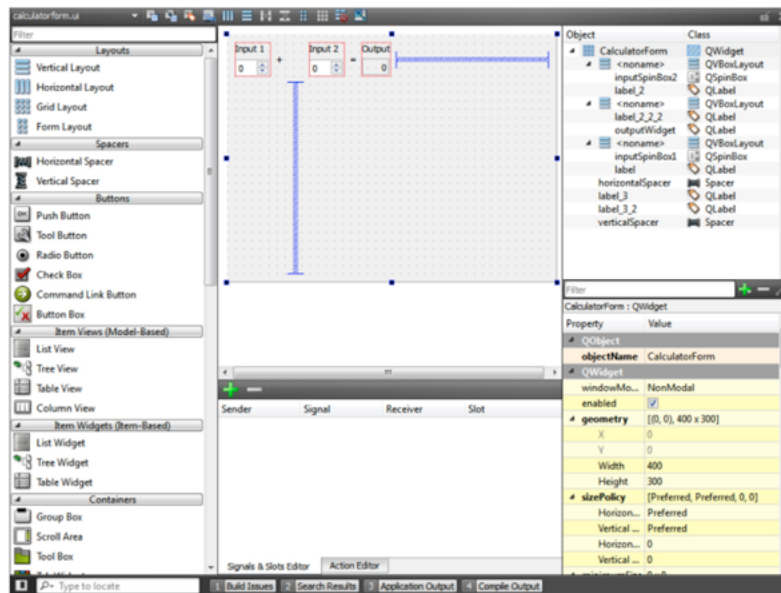 calculatorform.ui
Filter
Layouts
Vertical Layout
Horizontal Layout
Grid Layout
Form Layout
Spacers
Horizontal Spacer
Vertical Spacer
Buttons
Push Button
Tool Button
Radio Button
Check Box
Command Link Button
Button Box
Item Views (Model-Based)
List View
Tree View
Table View
Column View
Item Widgets (Item-Based)
List Widget
Tree Widget
Table Widget
Containers
Group Box
Scroll Area
Tool Box
Input 1 Input 2 Output
0 + 0 = 0
Sender Signal Receiver Slot
Signals & Slots Editor Action Editor
Object Class
CalculatorForm QWidget
<noname> QVBoxLayout
inputSpinBox2 QSpinBox
label_2 QLabel
<noname> QVBoxLayout
label_2_2_2 QLabel
outputWidget QLabel
<noname> QVBoxLayout
inputSpinBox1 QSpinBox
label QLabel
horizontalSpacer Spacer
label_3 QLabel
label_3_2 QLabel
verticalSpacer Spacer
Filter
CalculatorForm : QWidget
Property Value
QObject
objectName CalculatorForm
QWidget
windowMo... NonModal
enabled
geometry [(0, 0), 400 x 300]
X 0
Y 0
Width 400
Height 300
sizePolicy [Preferred, Preferred, 0, 0]
Horizon... Preferred
Vertical ... Preferred
Horizon... 0
Vertical ... 0
Type to locate 1 Build Issues 2 Search Results 3 Application Output 4 Compile Output